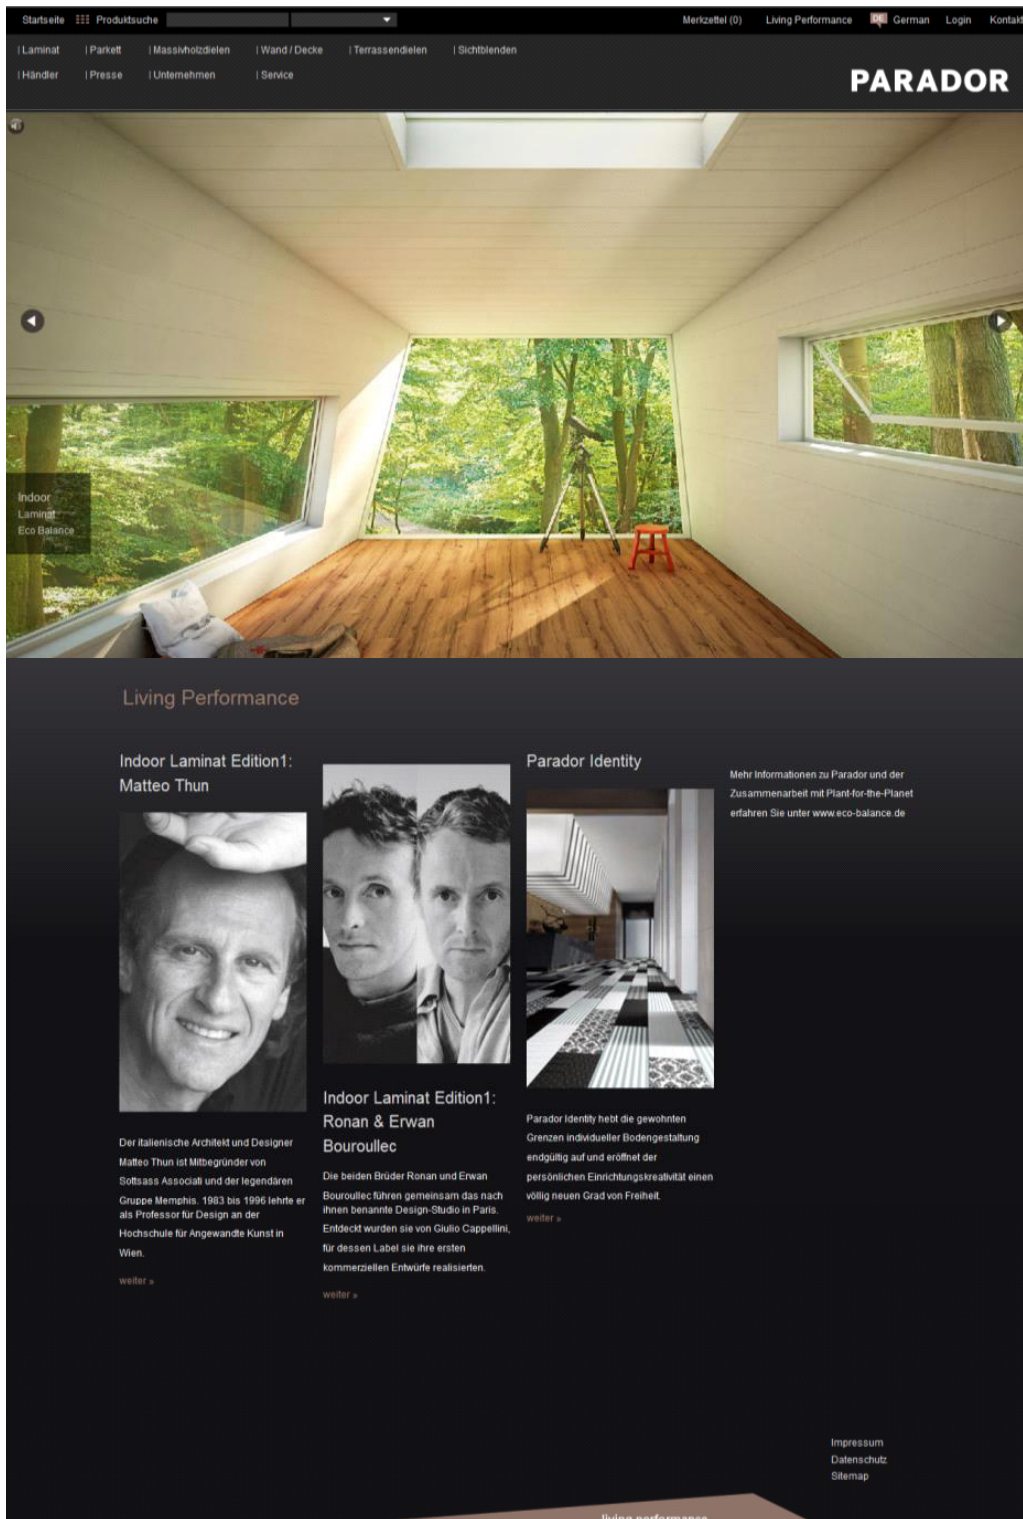 Startseite Produktsuche Merkzettel (0) Living Performance DE German Login Kontakt
| Laminat | Parkett | Massivholzdielen | Wand / Decke | Terrassendielen | Sichtblenden
| Händler | Presse | Unternehmen | Service
PARADOR
Indoor
Laminat
Eco Balance
Living Performance
Indoor Laminat Edition1:
Matteo Thun
Der italienische Architekt und Designer
Matteo Thun ist Mitbegründer von
Sottsass Associati und der legendären
Gruppe Memphis. 1983 bis 1996 lehrte er
als Professor für Design an der
Hochschule für Angewandte Kunst in
Wien.
weiter »
Indoor Laminat Edition1:
Ronan & Erwan
Bouroullec
Die beiden Brüder Ronan und Erwan
Bouroullec führen gemeinsam das nach
ihnen benannte Design-Studio in Paris.
Entdeckt wurden sie von Giulio Cappellini,
für dessen Label sie ihre ersten
kommerziellen Entwürfe realisierten.
weiter »
Parador Identity
Parador Identity hebt die gewohnten
Grenzen individueller Bodengestaltung
endgültig auf und eröffnet der
persönlichen Einrichtungskreativität einen
völlig neuen Grad von Freiheit.
weiter »
Mehr Informationen zu Parador und der
Zusammenarbeit mit Plant-for-the-Planet
erfahren Sie unter www.eco-balance.de
Impressum
Datenschutz
Sitemap
living performance